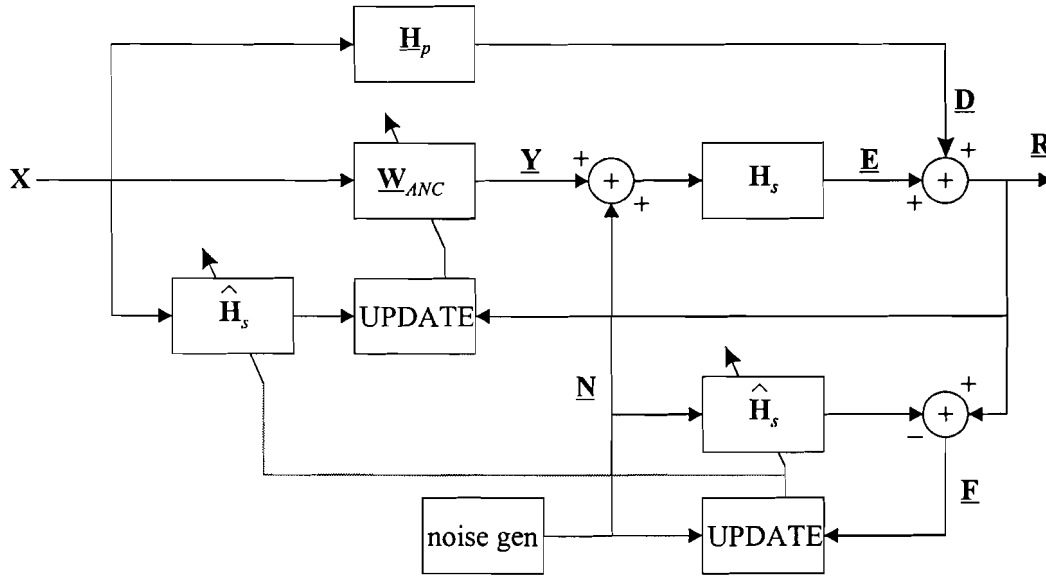 H_p
D
R
X
W_ANC
Y
+
+
+
H_s
E
+
+
+
Ĥ_s
UPDATE
N
Ĥ_s
+
+
−
F
noise gen
UPDATE